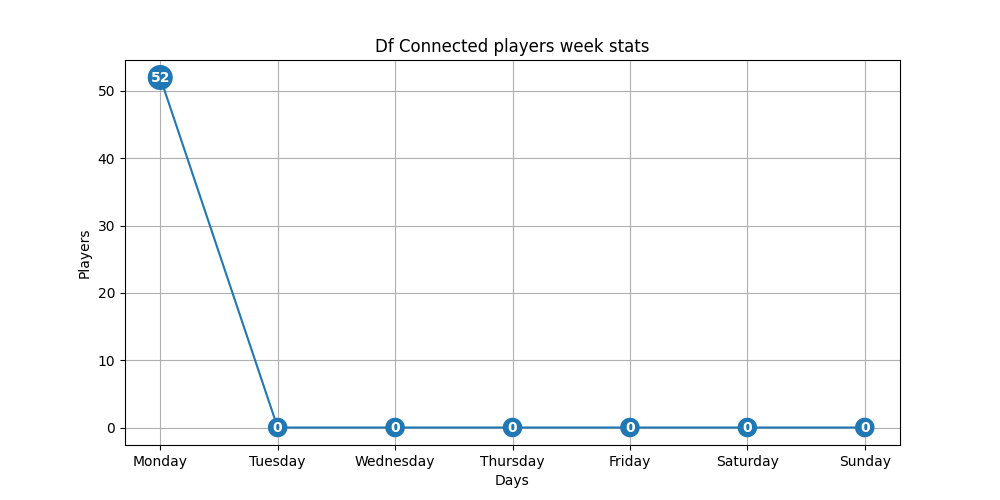 Df Connected players week stats
Players
50
40
30
20
10
0
52
0
0
0
0
0
0
Monday
Tuesday
Wednesday
Thursday
Friday
Saturday
Sunday
Days